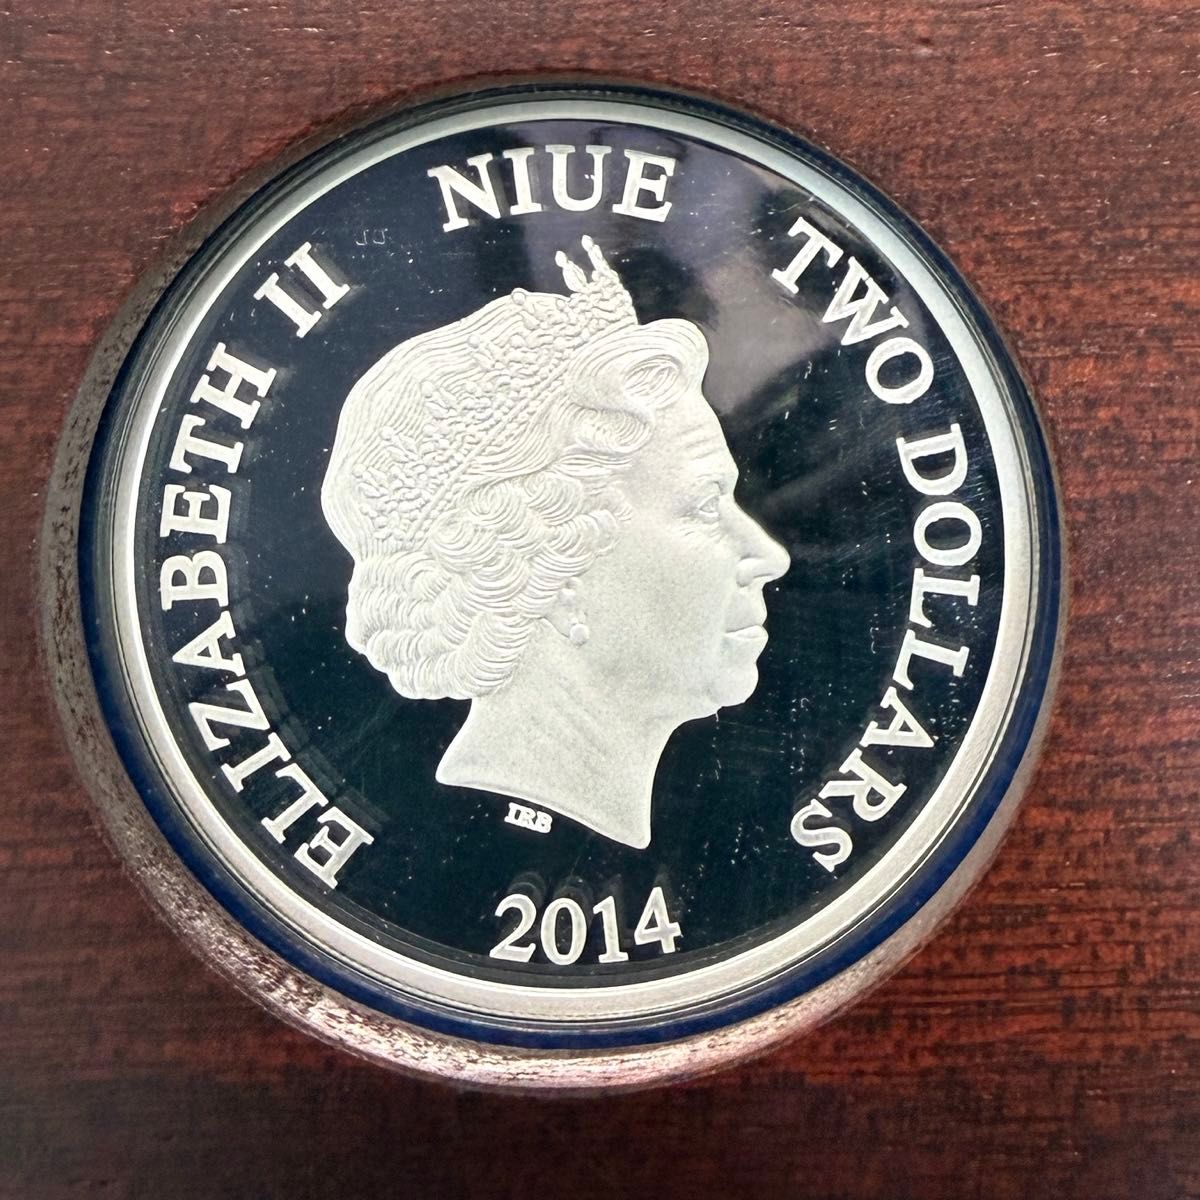 ELIZABETH II NIUE TWO DOLLARS
IRB
2014